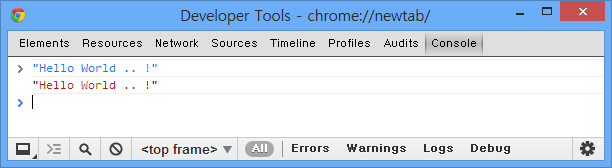 Developer Tools - chrome://newtab/
Elements Resources Network Sources Timeline Profiles Audits Console
> "Hello World .. !"
"Hello World .. !"
>
<top frame> ▼ All Errors Warnings Logs Debug